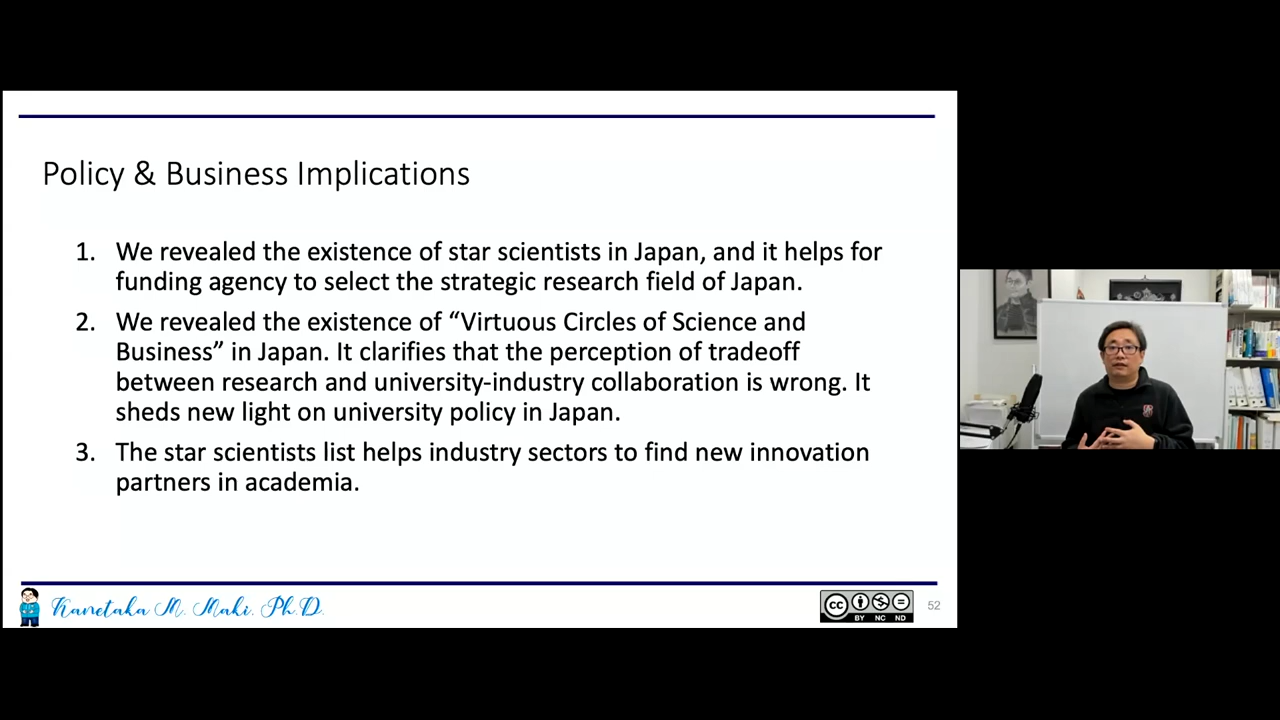 Policy & Business Implications
1. We revealed the existence of star scientists in Japan, and it helps for
funding agency to select the strategic research field of Japan.
2. We revealed the existence of “Virtuous Circles of Science and
Business” in Japan. It clarifies that the perception of tradeoff
between research and university-industry collaboration is wrong. It
sheds new light on university policy in Japan.
3. The star scientists list helps industry sectors to find new innovation
partners in academia.
Kanetaka M. Maki, Ph.D.
cc
BY NC ND
52